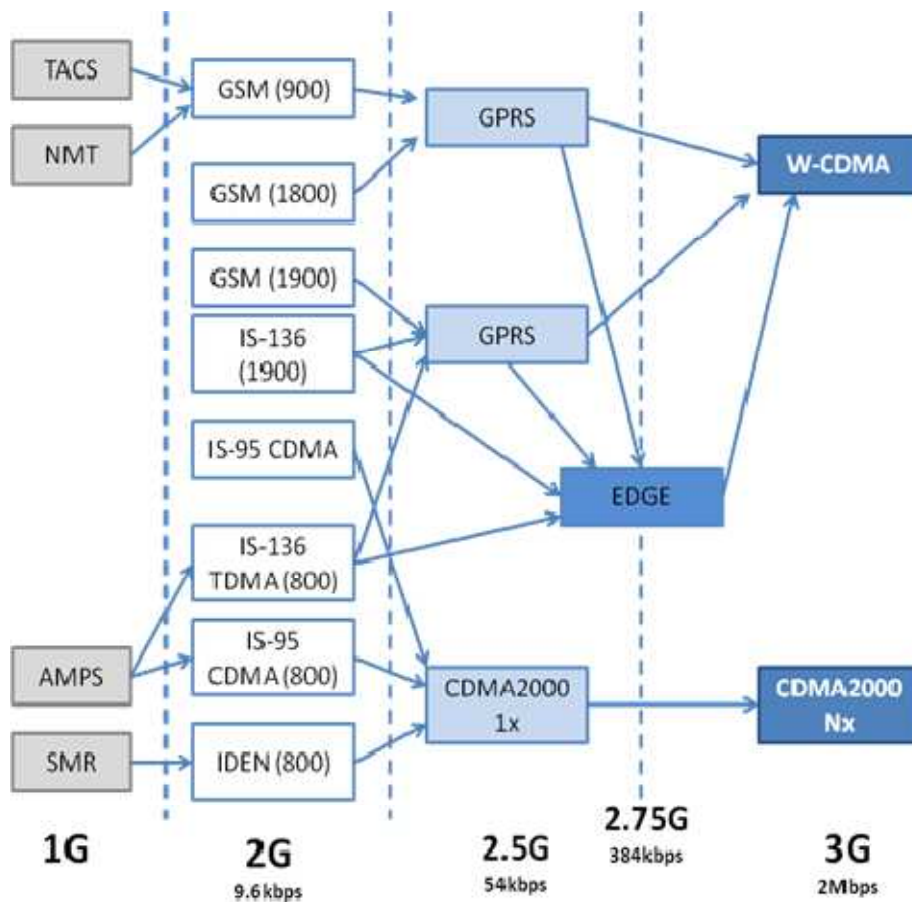 TACS
NMT
AMPS
SMR
GSM (900)
GSM (1800)
GSM (1900)
IS-136
(1900)
IS-95 CDMA
IS-136
TDMA (800)
IS-95
CDMA (800)
IDEN (800)
GPRS
GPRS
CDMA2000
1x
EDGE
W-CDMA
CDMA2000
Nx
1G
2G
9.6kbps
2.5G
54kbps
2.75G
384kbps
3G
2Mbps